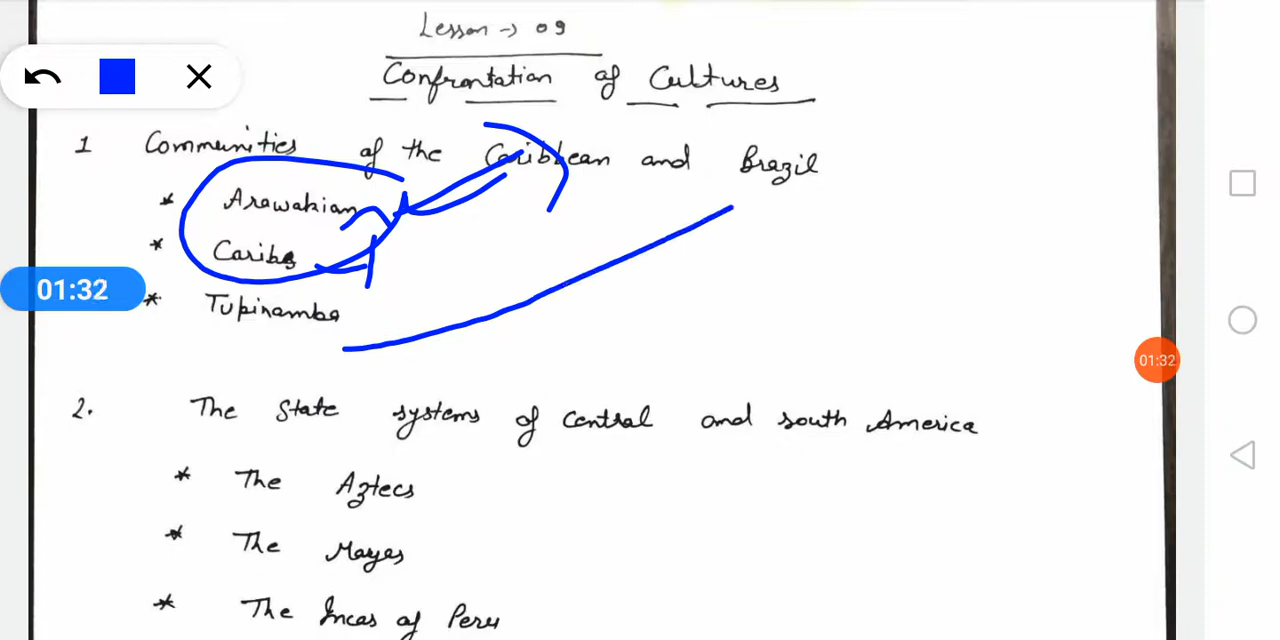 Lesson → 09
Confrontation of Cultures
1 Communities of the Caribbean and Brazil
* Arawakian
* Caribs
01:32
* Tupinamba
01:32
2. The State systems of Central and south America
* The Aztecs
* The Mayas
* The Incas of Peru